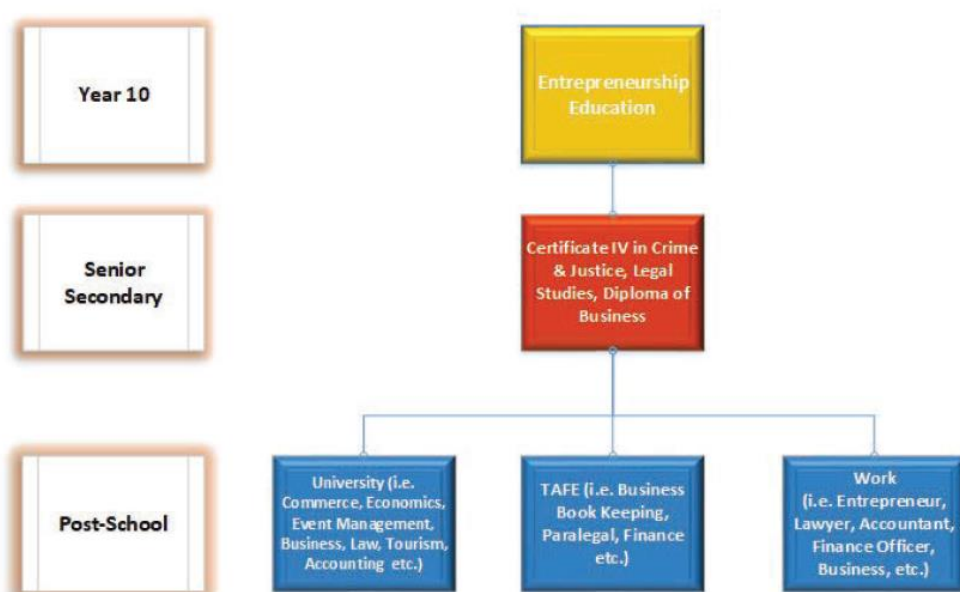 Year 10
Entrepreneurship
Education
Senior
Secondary
Certificate IV in Crime
& Justice, Legal
Studies, Diploma of
Business
Post-School
University (i.e.
Commerce, Economics,
Event Management,
Business, Law, Tourism,
Accounting etc.)
TAFE (i.e. Business
Book Keeping,
Paralegal, Finance
etc.)
Work
(i.e. Entrepreneur,
Lawyer, Accountant,
Finance Officer,
Business, etc.)